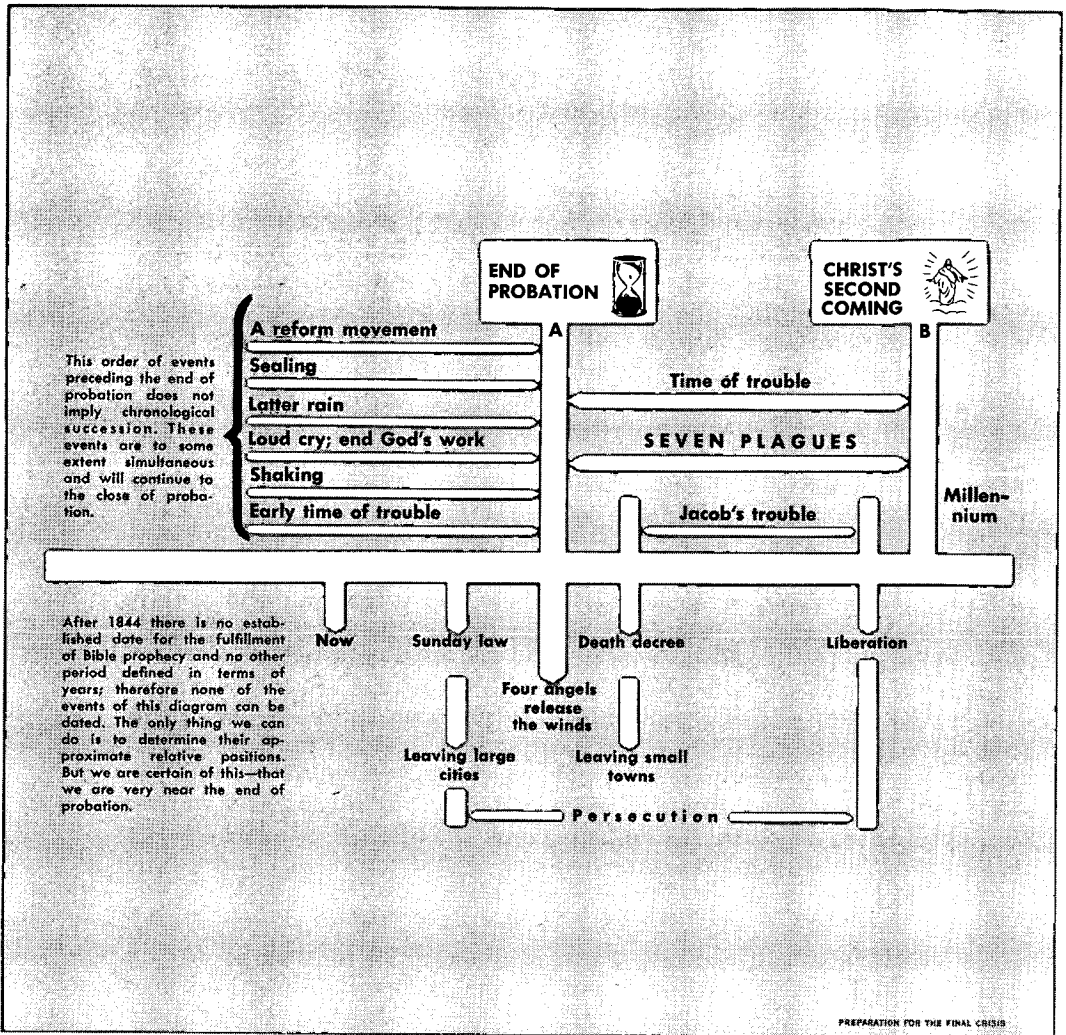 END OF
PROBATION
A
CHRIST'S
SECOND
COMING
B
A reform movement
Sealing
Latter rain
Loud cry; end God's work
Shaking
Early time of trouble
This order of events
preceding the end of
probation does not
imply chronological
succession. These
events are to some
extent simultaneous
and will continue to
the close of proba-
tion.
Time of trouble
SEVEN PLAGUES
Jacob's trouble
Millen-
nium
After 1844 there is no estab-
lished date for the fulfillment
of Bible prophecy and no other
period defined in terms of
years; therefore none of the
events of this diagram can be
dated. The only thing we can
do is to determine their ap-
proximate relative positions.
But we are certain of this—that
we are very near the end of
probation.
Now
Sunday law
Death decree
Liberation
Four angels
release
the winds
Leaving large
cities
Leaving small
towns
Persecution
PREPARATION FOR THE FINAL CRISIS